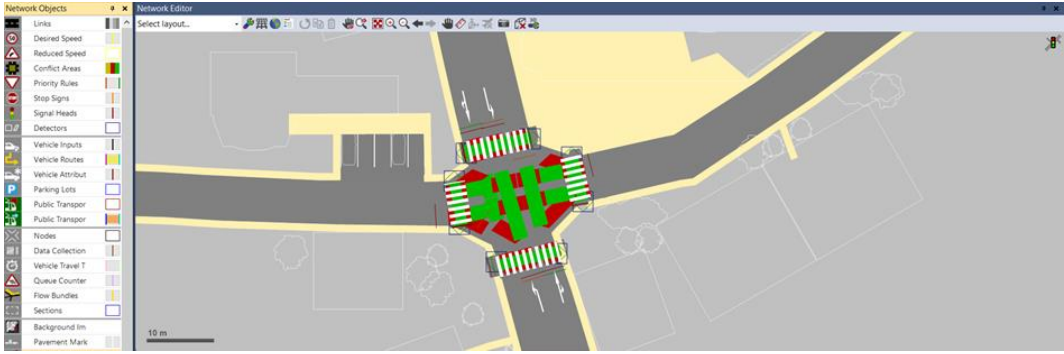 Network Objects
Network Editor
Select layout...
Links
Desired Speed
Reduced Speed
Conflict Areas
Priority Rules
Stop Signs
Signal Heads
Detectors
Vehicle Inputs
Vehicle Routes
Vehicle Attribut
Parking Lots
Public Transpor
Public Transpor
Nodes
Data Collection
Vehicle Travel T
Queue Counter
Flow Bundles
Sections
Background Im
Pavement Mark
10 m